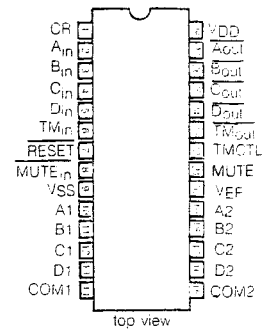 CR VDD
Ain Aout
Bin Bout
Cin Cout
Din Dout
TMin TMout
RESET TMCTL
MUTEin MUTE
VSS VEF
A1 A2
B1 B2
C1 C2
D1 D2
COM1 COM2
top view